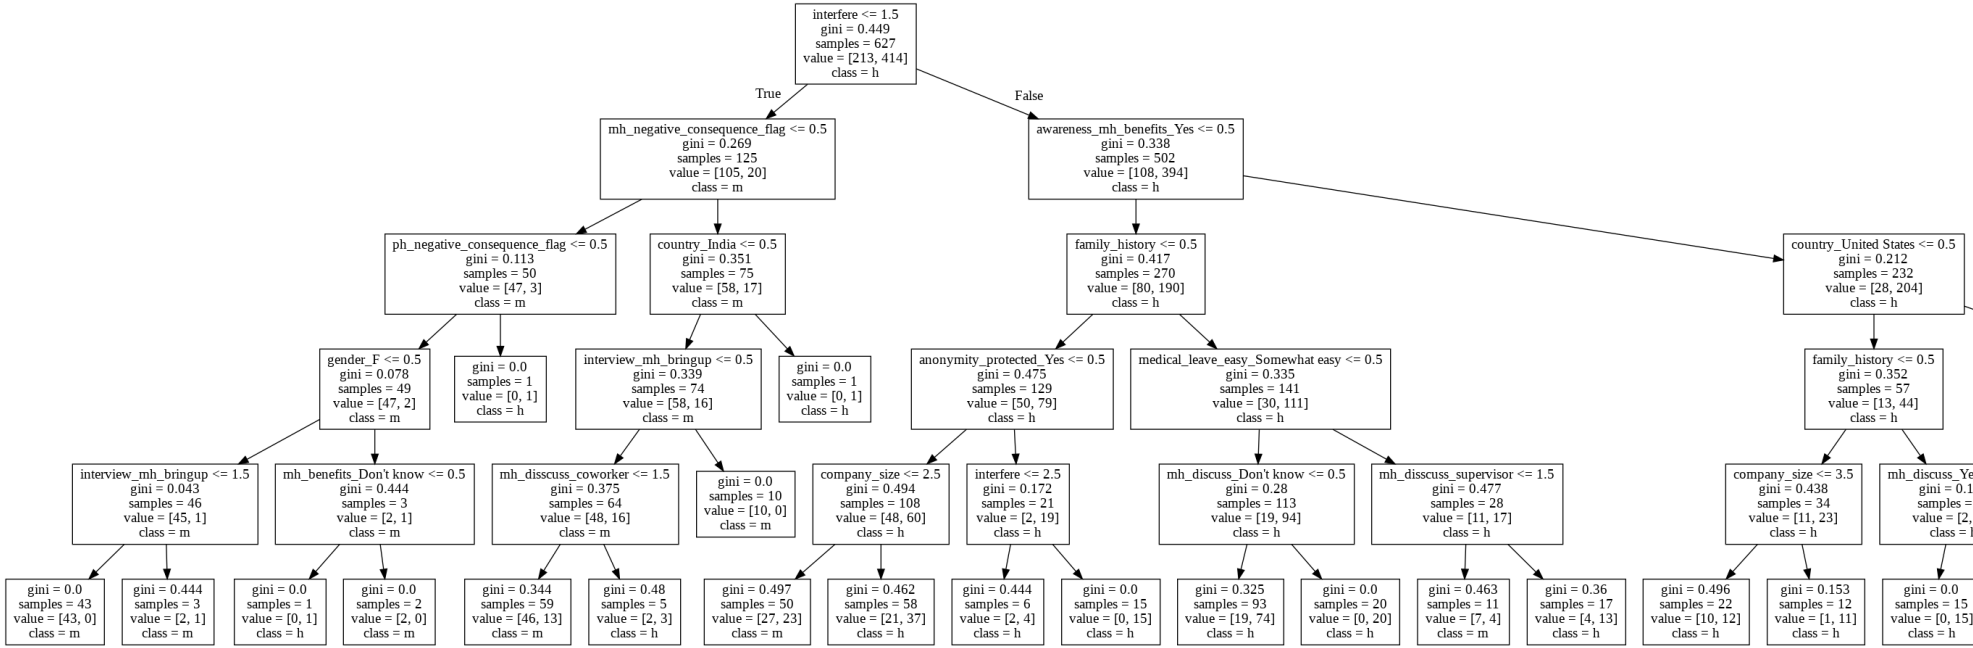 interfere <= 1.5
gini = 0.449
samples = 627
value = [213, 414]
class = h
True
False
mh_negative_consequence_flag <= 0.5
gini = 0.269
samples = 125
value = [105, 20]
class = m
awareness_mh_benefits_Yes <= 0.5
gini = 0.338
samples = 502
value = [108, 394]
class = h
ph_negative_consequence_flag <= 0.5
gini = 0.113
samples = 50
value = [47, 3]
class = m
country_India <= 0.5
gini = 0.351
samples = 75
value = [58, 17]
class = m
family_history <= 0.5
gini = 0.417
samples = 270
value = [80, 190]
class = h
country_United States <= 0.5
gini = 0.212
samples = 232
value = [28, 204]
class = h
gender_F <= 0.5
gini = 0.078
samples = 49
value = [47, 2]
class = m
gini = 0.0
samples = 1
value = [0, 1]
class = h
interview_mh_bringup <= 0.5
gini = 0.339
samples = 74
value = [58, 16]
class = m
gini = 0.0
samples = 1
value = [0, 1]
class = h
anonymity_protected_Yes <= 0.5
gini = 0.475
samples = 129
value = [50, 79]
class = h
medical_leave_easy_Somewhat easy <= 0.5
gini = 0.335
samples = 141
value = [30, 111]
class = h
family_history <= 0.5
gini = 0.352
samples = 57
value = [13, 44]
class = h
interview_mh_bringup <= 1.5
gini = 0.043
samples = 46
value = [45, 1]
class = m
mh_benefits_Don't know <= 0.5
gini = 0.444
samples = 3
value = [2, 1]
class = m
mh_disscuss_coworker <= 1.5
gini = 0.375
samples = 64
value = [48, 16]
class = m
gini = 0.0
samples = 10
value = [10, 0]
class = m
company_size <= 2.5
gini = 0.494
samples = 108
value = [48, 60]
class = h
interfere <= 2.5
gini = 0.172
samples = 21
value = [2, 19]
class = h
mh_discuss_Don't know <= 0.5
gini = 0.28
samples = 113
value = [19, 94]
class = h
mh_disscuss_supervisor <= 1.5
gini = 0.477
samples = 28
value = [11, 17]
class = h
company_size <= 3.5
gini = 0.438
samples = 34
value = [11, 23]
class = h
mh_discuss_Ye
gini = 0.1
samples =
value = [2,
class =
gini = 0.0
samples = 43
value = [43, 0]
class = m
gini = 0.444
samples = 3
value = [2, 1]
class = m
gini = 0.0
samples = 1
value = [0, 1]
class = h
gini = 0.0
samples = 2
value = [2, 0]
class = m
gini = 0.344
samples = 59
value = [46, 13]
class = m
gini = 0.48
samples = 5
value = [2, 3]
class = h
gini = 0.497
samples = 50
value = [27, 23]
class = m
gini = 0.462
samples = 58
value = [21, 37]
class = h
gini = 0.444
samples = 6
value = [2, 4]
class = h
gini = 0.0
samples = 15
value = [0, 15]
class = h
gini = 0.325
samples = 93
value = [19, 74]
class = h
gini = 0.0
samples = 20
value = [0, 20]
class = h
gini = 0.463
samples = 11
value = [7, 4]
class = m
gini = 0.36
samples = 17
value = [4, 13]
class = h
gini = 0.496
samples = 22
value = [10, 12]
class = h
gini = 0.153
samples = 12
value = [1, 11]
class = h
gini = 0.0
samples = 15
value = [0, 15]
class = h